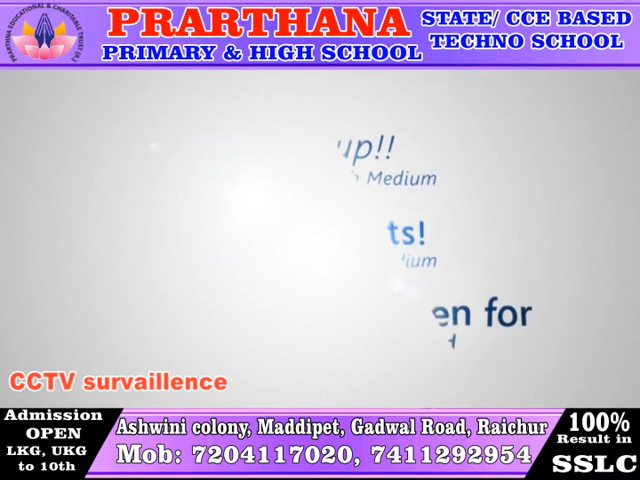 PRARTHANA
PRIMARY & HIGH SCHOOL
STATE/ CCE BASED
TECHNO SCHOOL
up!!
Medium
ts!
ium
en for
CCTV survaillence
Admission
OPEN
LKG, UKG
to 10th
Ashwini colony, Maddipet, Gadwal Road, Raichur
Mob: 7204117020, 7411292954
100%
Result in
SSLC